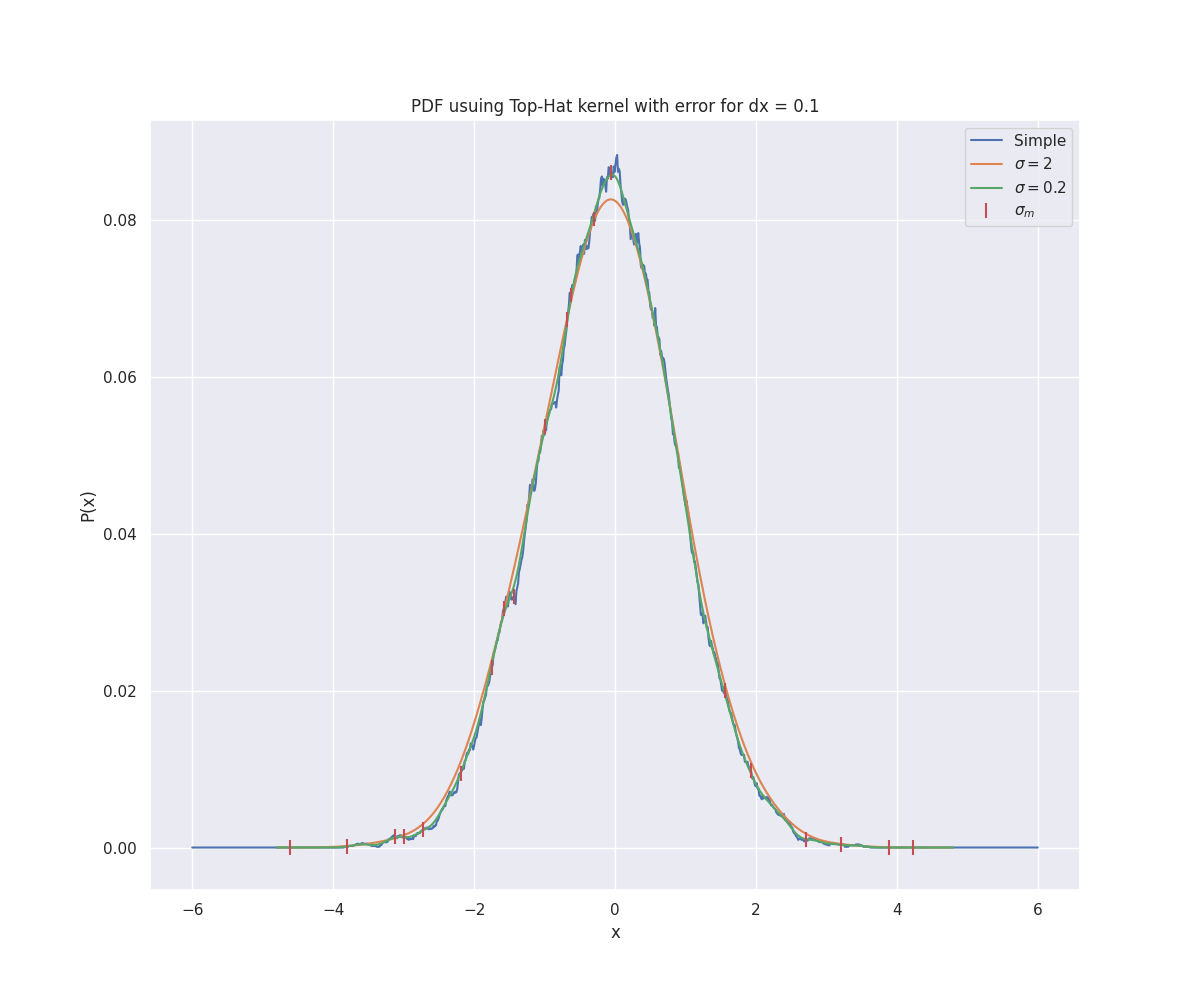 PDF usuing Top-Hat kernel with error for dx = 0.1
Simple
σ = 2
σ = 0.2
σₘ
P(x)
0.08
0.06
0.04
0.02
0.00
−6 −4 −2 0 2 4 6
x